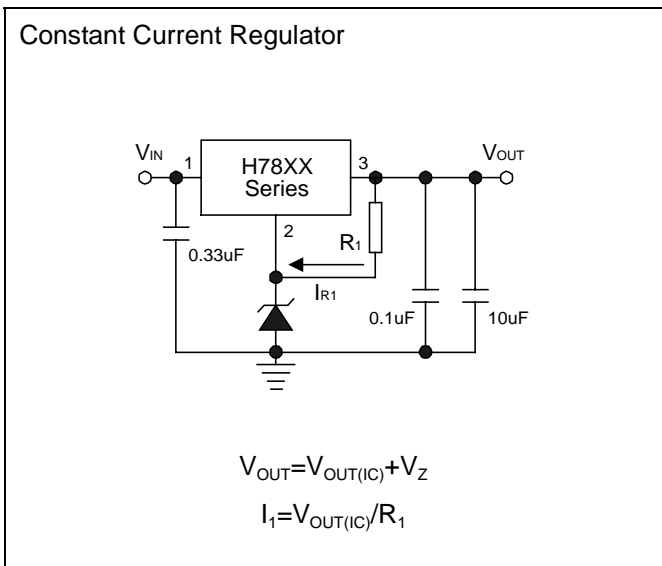 Constant Current Regulator
VIN
1
H78XX
Series
3
VOUT
2
R1
0.33uF
IR1
0.1uF
10uF
VOUT=VOUT(IC)+VZ
I1=VOUT(IC)/R1